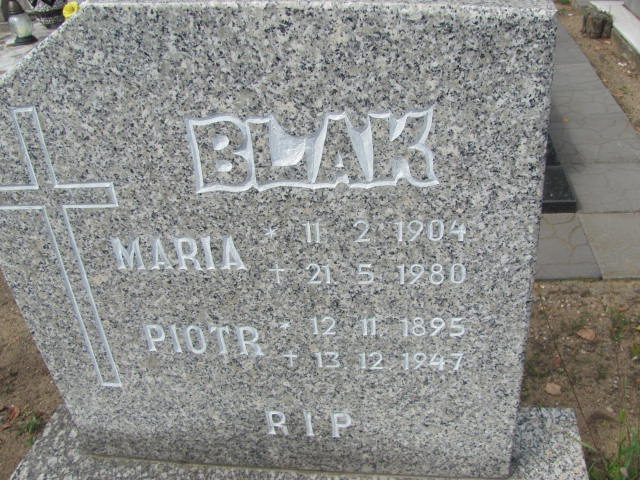 BLAK
MARIA * 11 2 1904
+ 21 5 1980
PIOTR * 12 11 1895
+ 13 12 1947
RIP